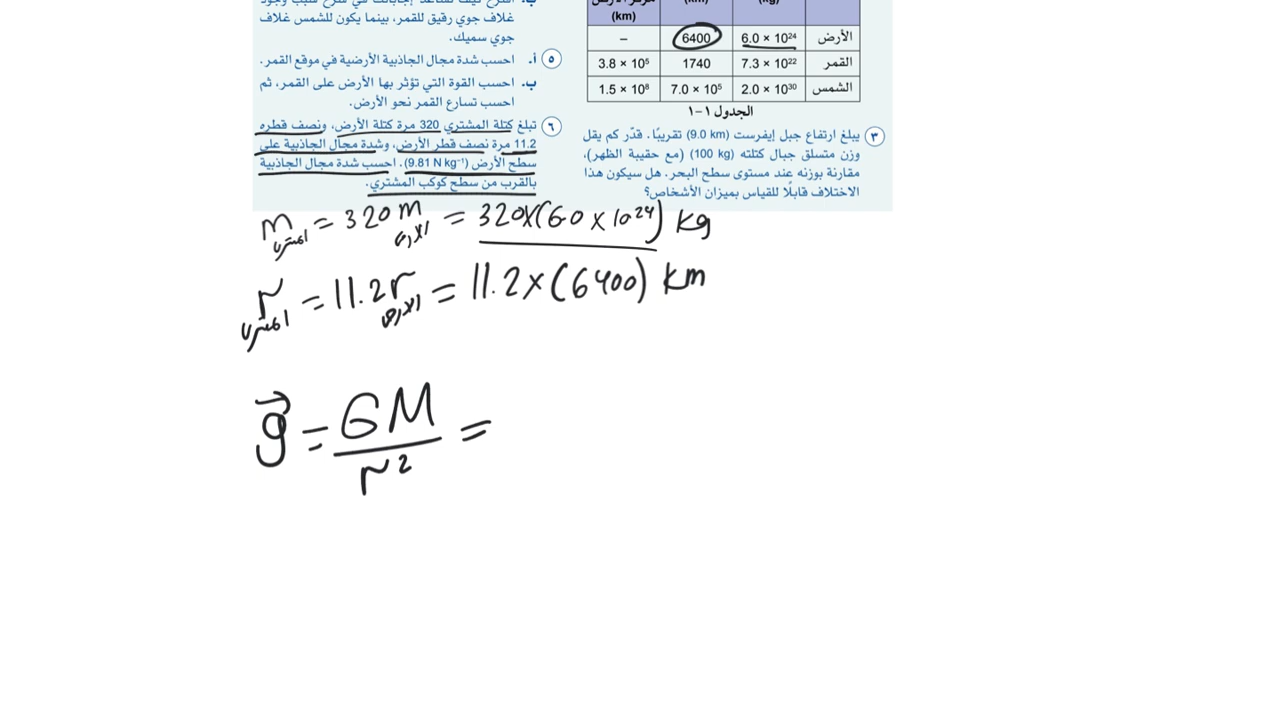 (km)
(km)
(kg)
الأرض 6.0 × 10²⁴ 6400 –
القمر 7.3 × 10²² 1740 3.8 × 10⁵
الشمس 2.0 × 10³⁰ 7.0 × 10⁵ 1.5 × 10⁸
الجدول ١-١
٣ يبلغ ارتفاع جبل إيفرست (9.0 km) تقريبًا. قدّر كم يقل
وزن متسلق جبال كتلته (100 kg) (مع حقيبة الظهر)،
مقارنة بوزنه عند مستوى سطح البحر. هل سيكون هذا
الاختلاف قابلًا للقياس بميزان الأشخاص؟
غلاف جوي رقيق للقمر، بينما يكون للشمس غلاف
جوي سميك.
٥ أ. احسب شدة مجال الجاذبية الأرضية في موقع القمر.
ب. احسب القوة التي تؤثر بها الأرض على القمر، ثم
احسب تسارع القمر نحو الأرض.
٦ تبلغ كتلة المشتري 320 مرة كتلة الأرض، ونصف قطره
11.2 مرة نصف قطر الأرض، وشدة مجال الجاذبية على
سطح الأرض (9.81 N kg⁻¹). احسب شدة مجال الجاذبية
بالقرب من سطح كوكب المشتري.
m المشتري = 320 m الأرض = 320×(60 × 10²⁴) kg
r المشتري = 11.2 r الأرض = 11.2×(6400) km
g⃗ = GM/r² =